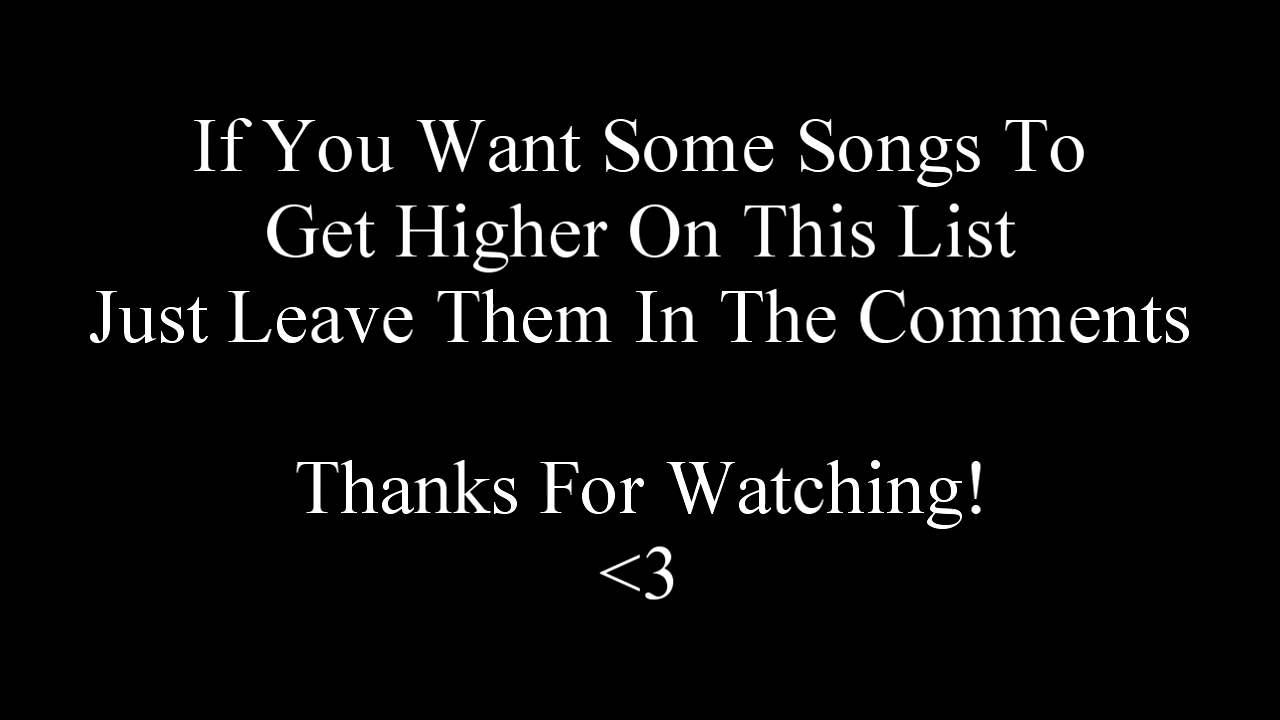 If You Want Some Songs To
Get Higher On This List
Just Leave Them In The Comments
Thanks For Watching!
<3